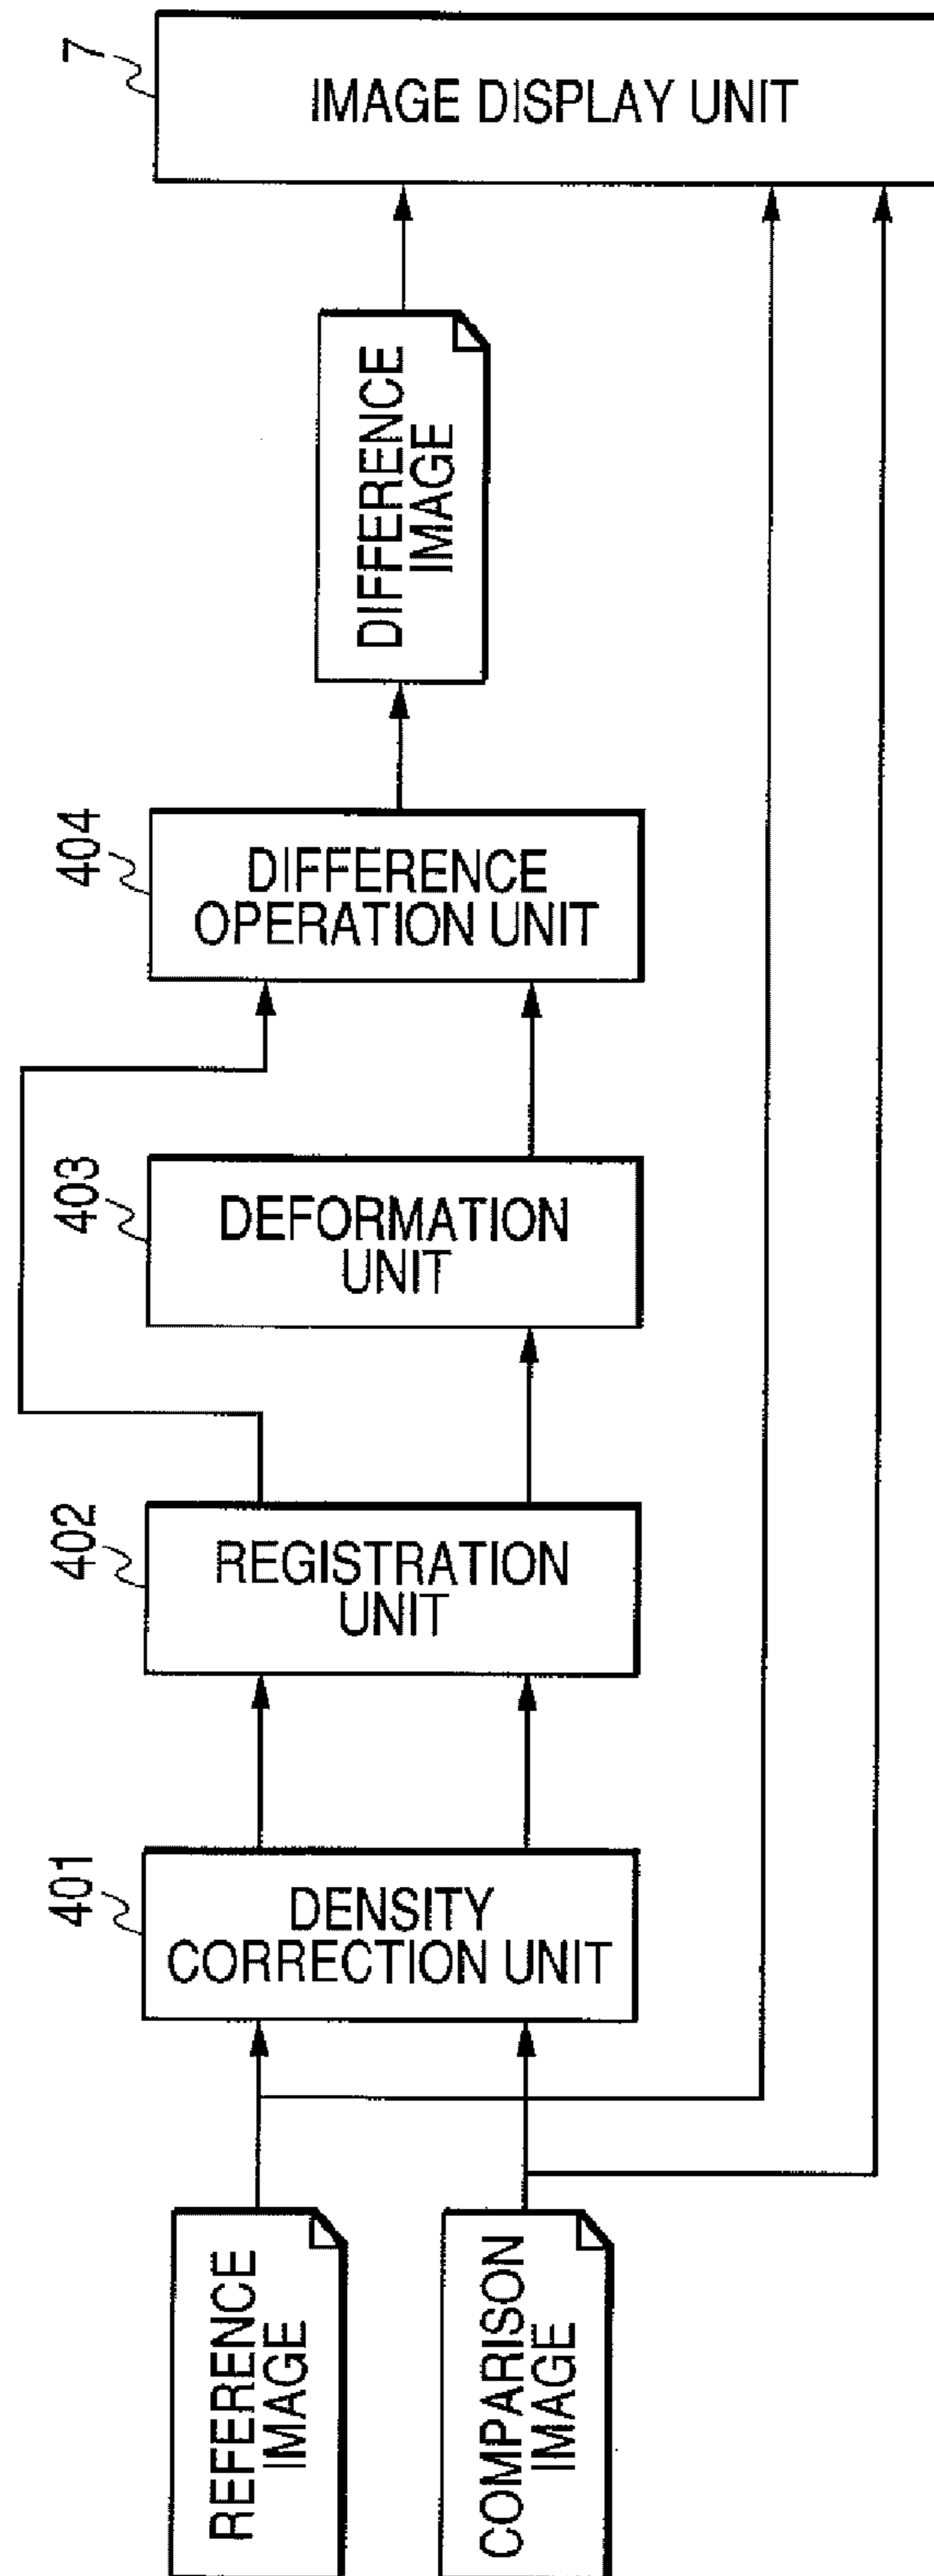 REFERENCE
IMAGE
COMPARISON
IMAGE
401
DENSITY
CORRECTION UNIT
402
REGISTRATION
UNIT
403
DEFORMATION
UNIT
404
DIFFERENCE
OPERATION UNIT
DIFFERENCE
IMAGE
7
IMAGE DISPLAY UNIT